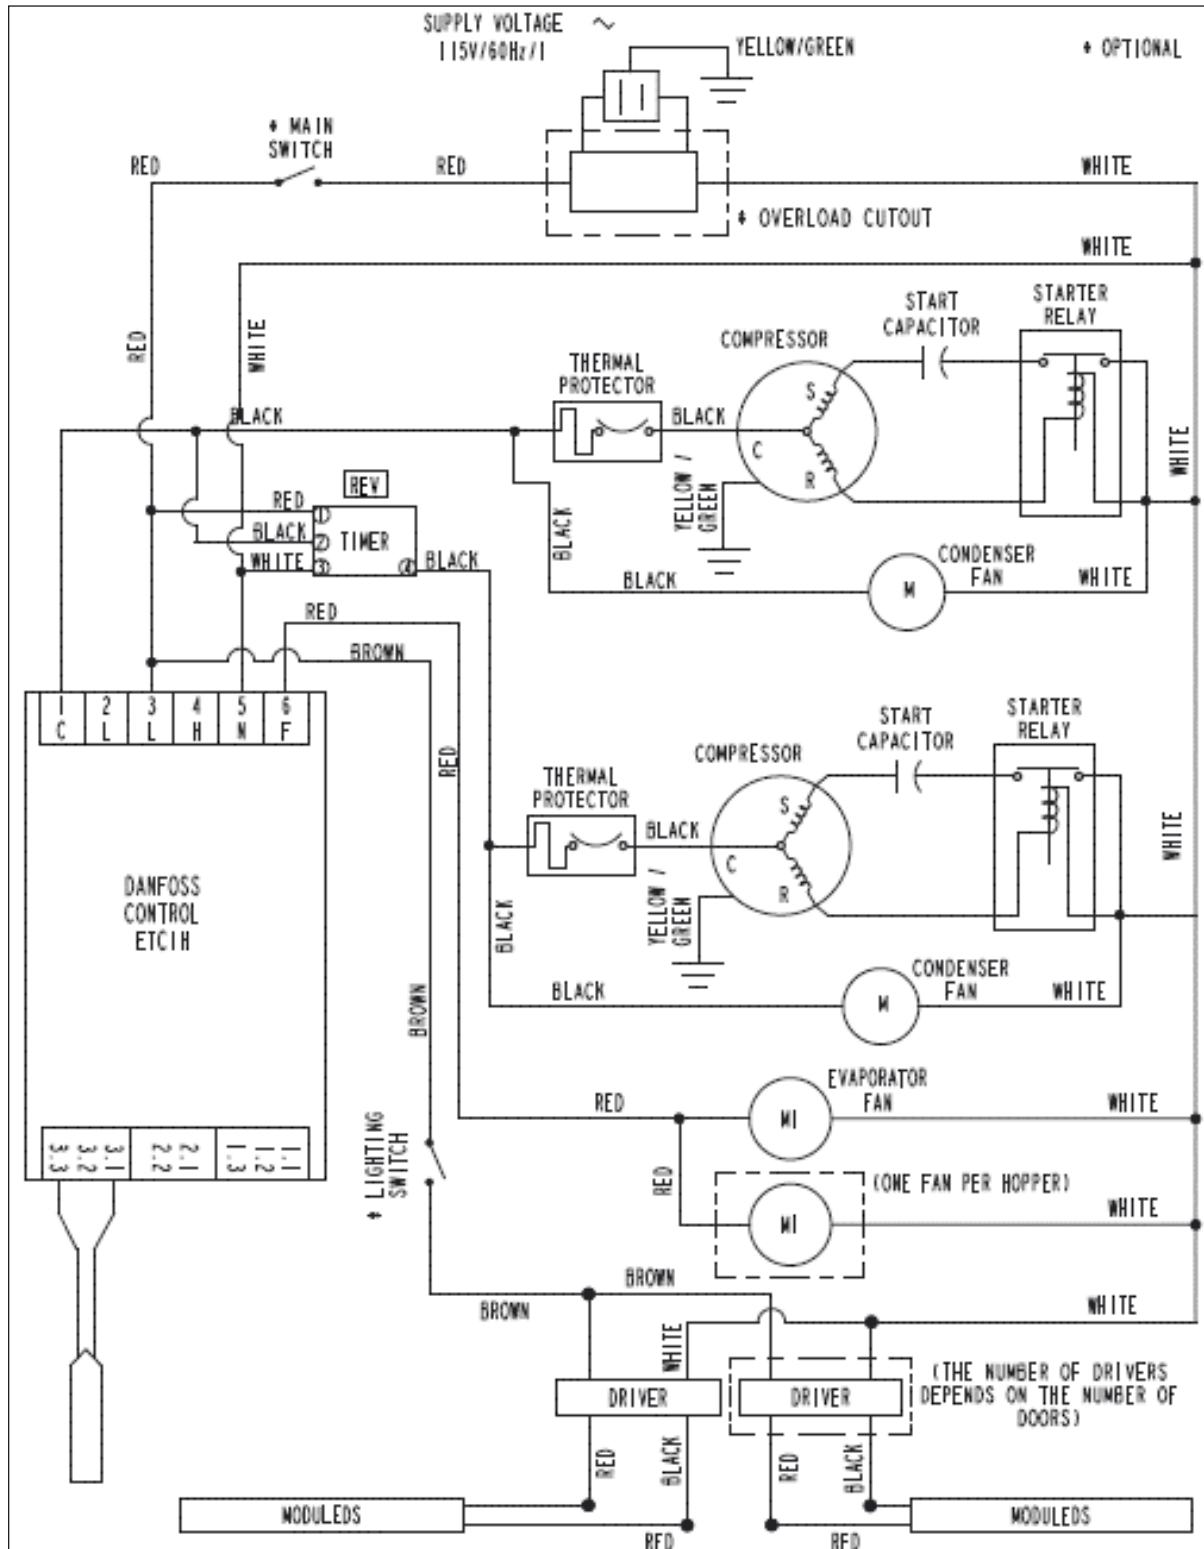 SUPPLY VOLTAGE ~
115V/60Hz/1
YELLOW/GREEN
* OPTIONAL
* MAIN
SWITCH
RED
RED
WHITE
* OVERLOAD CUTOUT
WHITE
RED
WHITE
START
CAPACITOR
STARTER
RELAY
COMPRESSOR
THERMAL
PROTECTOR
BLACK
BLACK
S
C
R
WHITE
YELLOW /
GREEN
REV
RED
BLACK
WHITE
1
2
3
4
TIMER
BLACK
BLACK
BLACK
CONDENSER
FAN
M
WHITE
RED
BROWN
1 2 3 4 5 6
C L L H N F
RED
START
CAPACITOR
STARTER
RELAY
COMPRESSOR
THERMAL
PROTECTOR
BLACK
S
C
R
WHITE
YELLOW /
GREEN
BLACK
DANFOSS
CONTROL
ETCIH
BLACK
CONDENSER
FAN
M
WHITE
BROWN
EVAPORATOR
FAN
RED
M1
WHITE
3.3
3.2
3.1
2.2
2.1
1.3
1.2
1.1
* LIGHTING
SWITCH
RED
(ONE FAN PER HOPPER)
M1
WHITE
BROWN
BROWN
WHITE
WHITE
DRIVER
DRIVER
(THE NUMBER OF DRIVERS
DEPENDS ON THE NUMBER OF
DOORS)
RED
BLACK
RED
BLACK
MODULEDS
MODULEDS
RED
RED